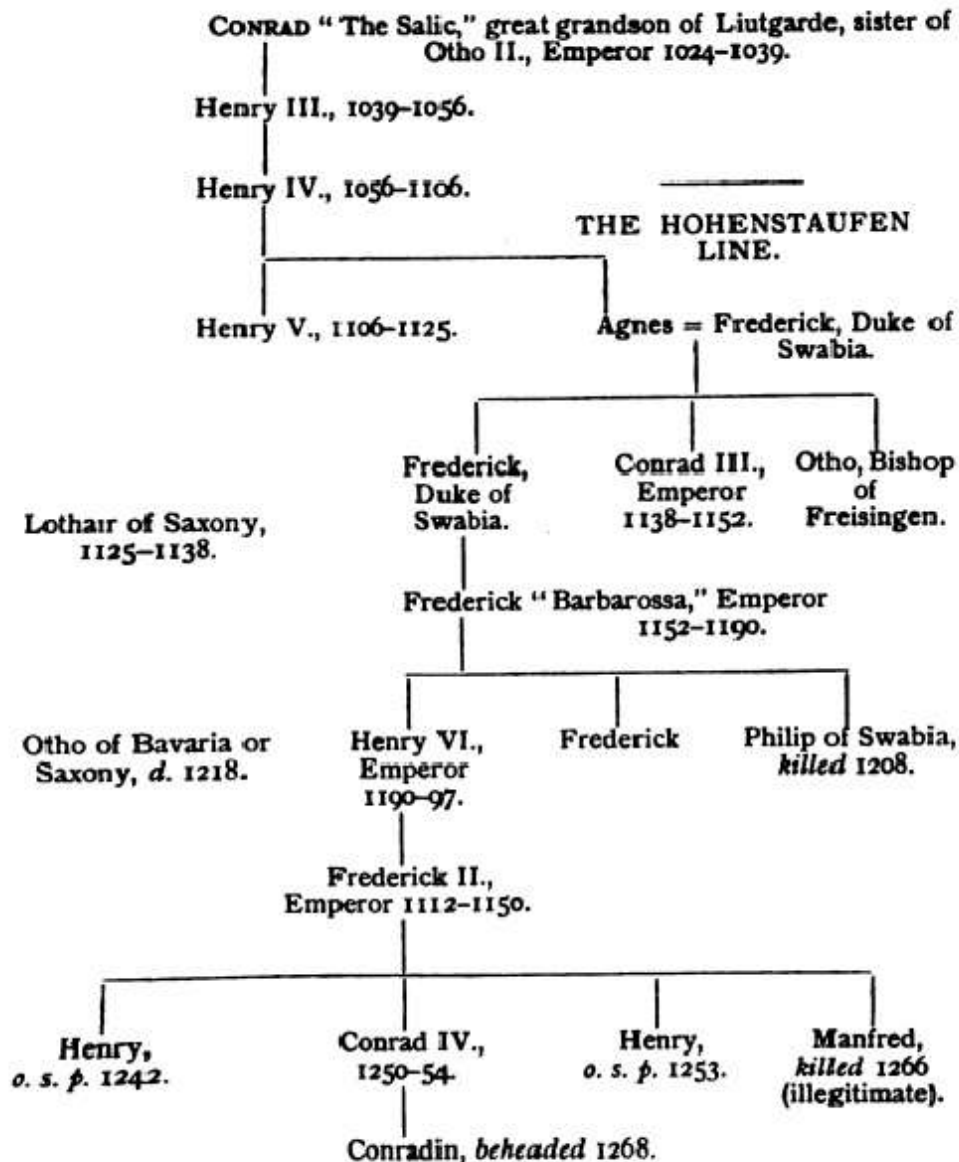 CONRAD “The Salic,” great grandson of Liutgarde, sister of
Otho II., Emperor 1024–1039.
Henry III., 1039–1056.
Henry IV., 1056–1106.
THE HOHENSTAUFEN
LINE.
Henry V., 1106–1125.
Agnes = Frederick, Duke of
Swabia.
Frederick,
Duke of
Swabia.
Conrad III.,
Emperor
1138–1152.
Otho, Bishop
of
Freisingen.
Lothair of Saxony,
1125–1138.
Frederick “Barbarossa,” Emperor
1152–1190.
Otho of Bavaria or
Saxony, d. 1218.
Henry VI.,
Emperor
1190–97.
Frederick
Philip of Swabia,
killed 1208.
Frederick II.,
Emperor 1112–1150.
Henry,
o. s. p. 1242.
Conrad IV.,
1250–54.
Henry,
o. s. p. 1253.
Manfred,
killed 1266
(illegitimate).
Conradin, beheaded 1268.